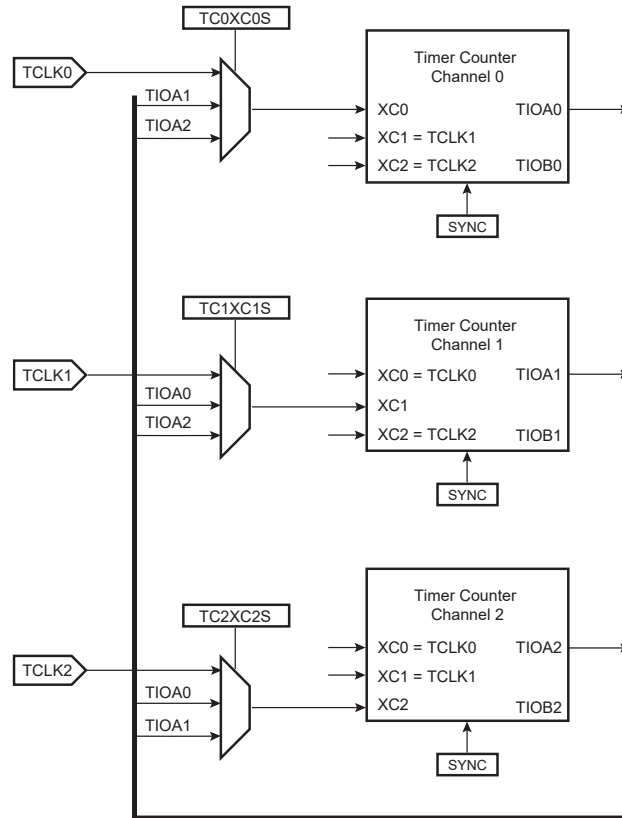 TC0XC0S
TCLK0
TIOA1
TIOA2
Timer Counter
Channel 0
XC0
TIOA0
XC1 = TCLK1
XC2 = TCLK2
TIOB0
SYNC
TC1XC1S
TCLK1
TIOA0
TIOA2
Timer Counter
Channel 1
XC0 = TCLK0
TIOA1
XC1
XC2 = TCLK2
TIOB1
SYNC
TC2XC2S
TCLK2
TIOA0
TIOA1
Timer Counter
Channel 2
XC0 = TCLK0
TIOA2
XC1 = TCLK1
XC2
TIOB2
SYNC